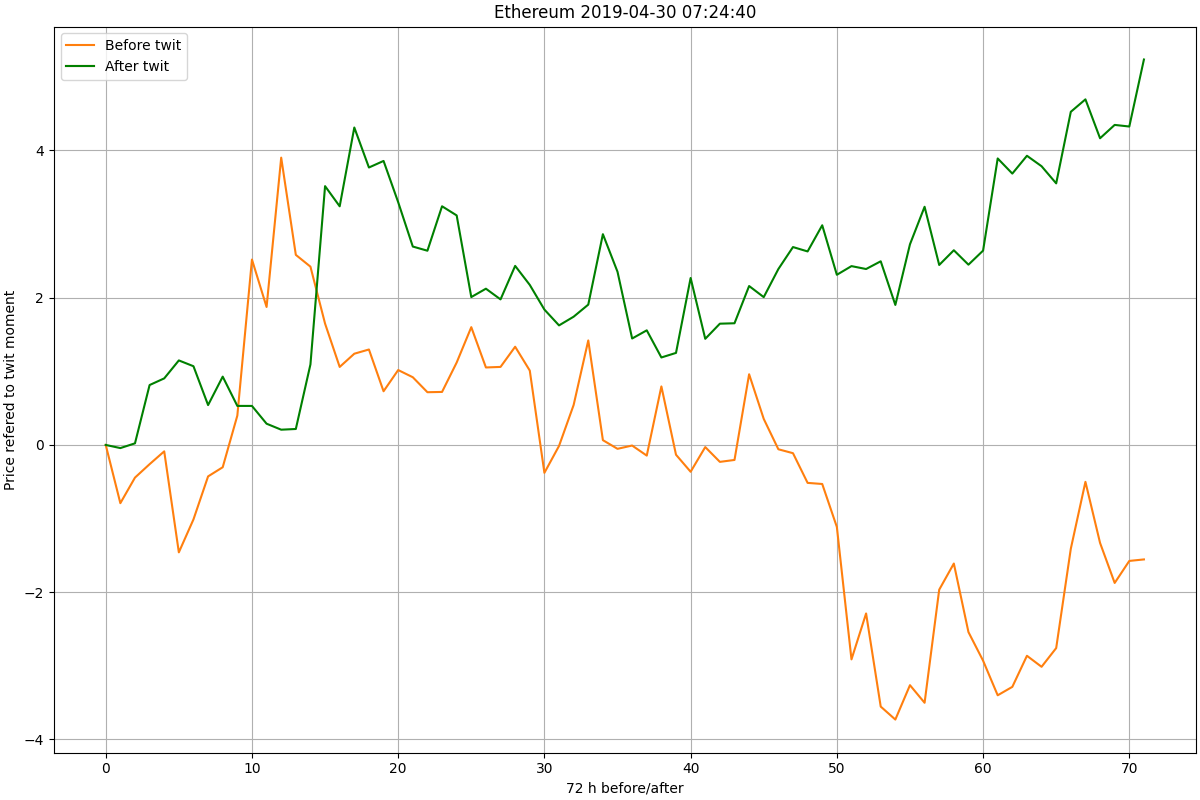 Ethereum 2019-04-30 07:24:40
Before twit
After twit
Price refered to twit moment
4
2
0
−2
−4
0 10 20 30 40 50 60 70
72 h before/after